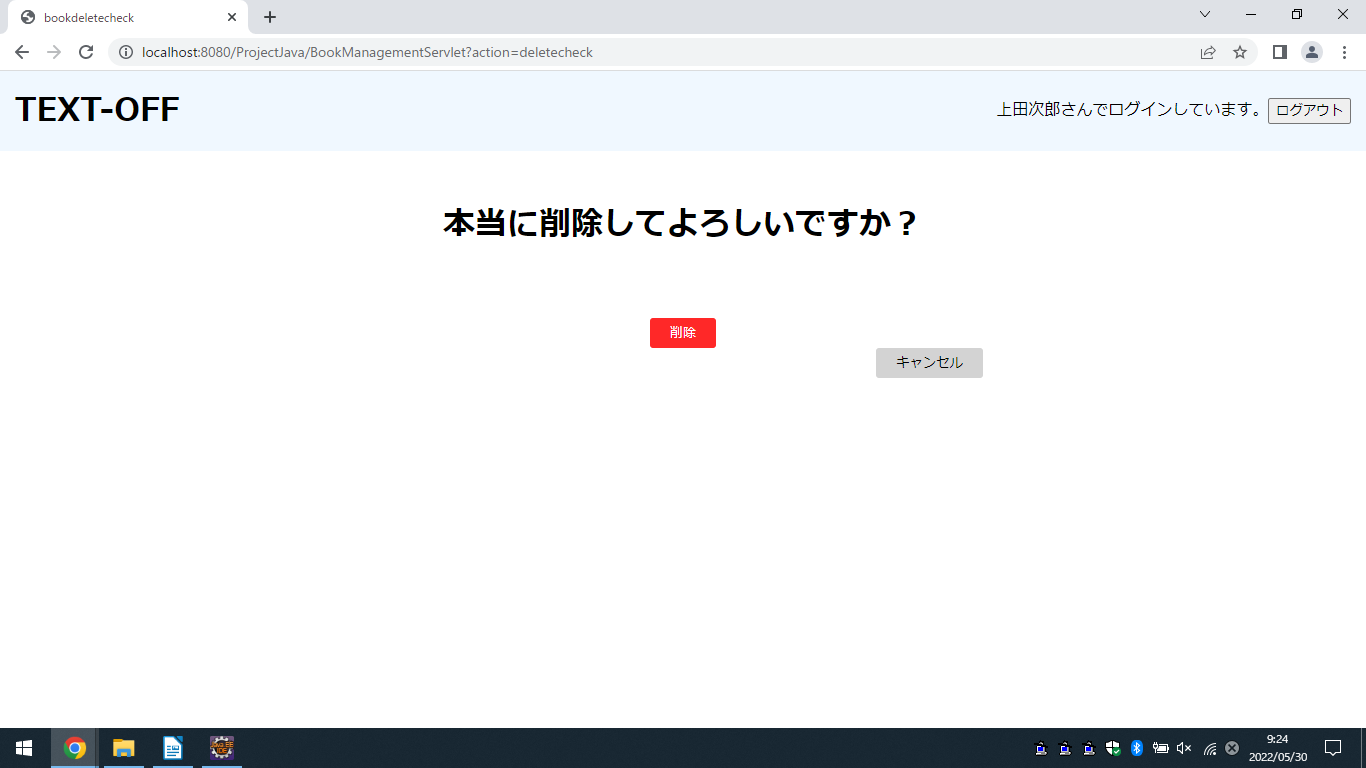 bookdeletecheck
localhost:8080/ProjectJava/BookManagementServlet?action=deletecheck
TEXT-OFF
上田次郎さんでログインしています。 ログアウト
本当に削除してよろしいですか？
削除
キャンセル
9:24
2022/05/30